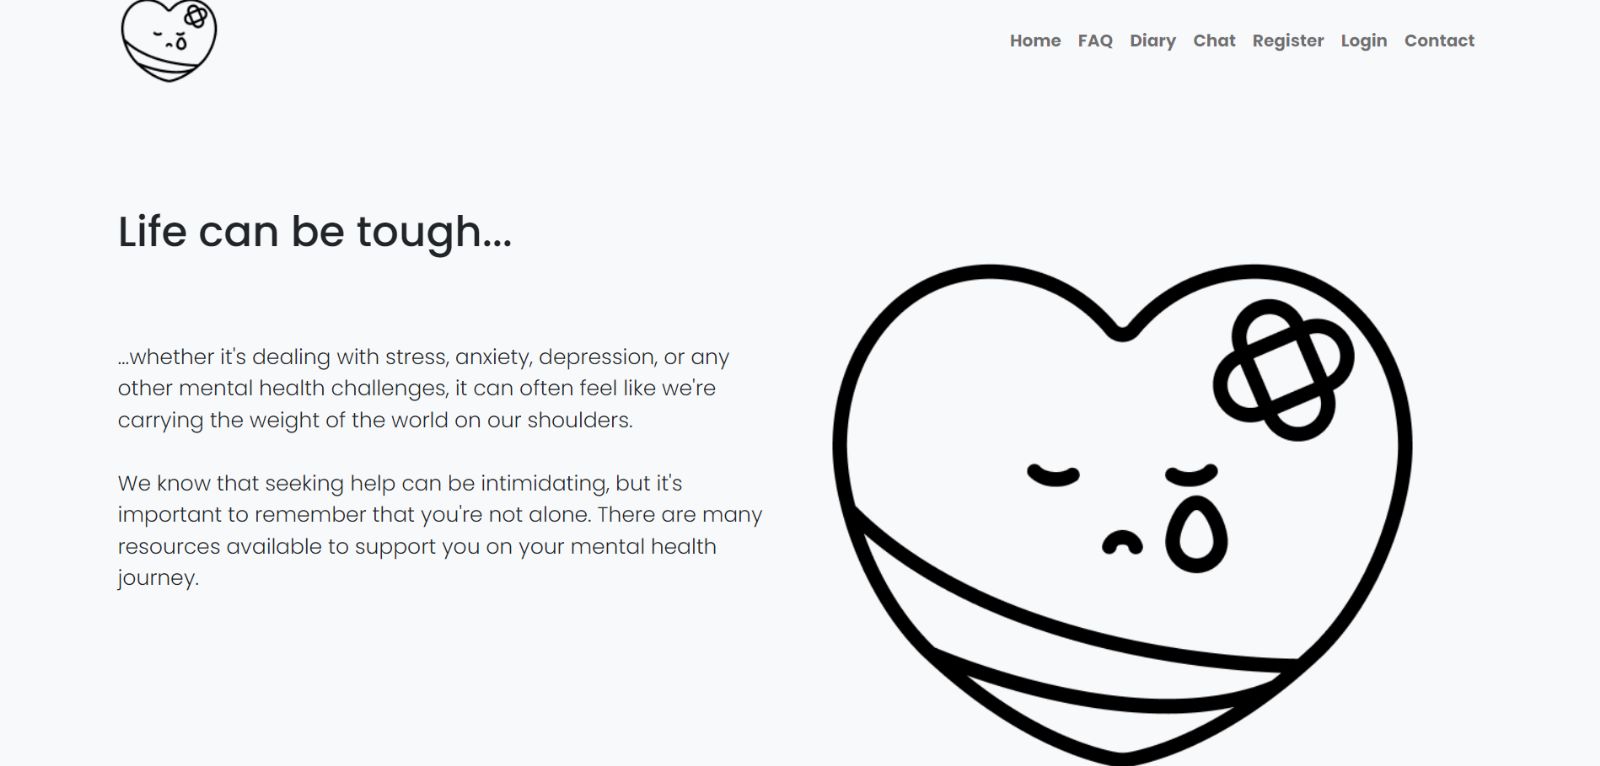 Home FAQ Diary Chat Register Login Contact
Life can be tough...
...whether it's dealing with stress, anxiety, depression, or any
other mental health challenges, it can often feel like we're
carrying the weight of the world on our shoulders.
We know that seeking help can be intimidating, but it's
important to remember that you're not alone. There are many
resources available to support you on your mental health
journey.